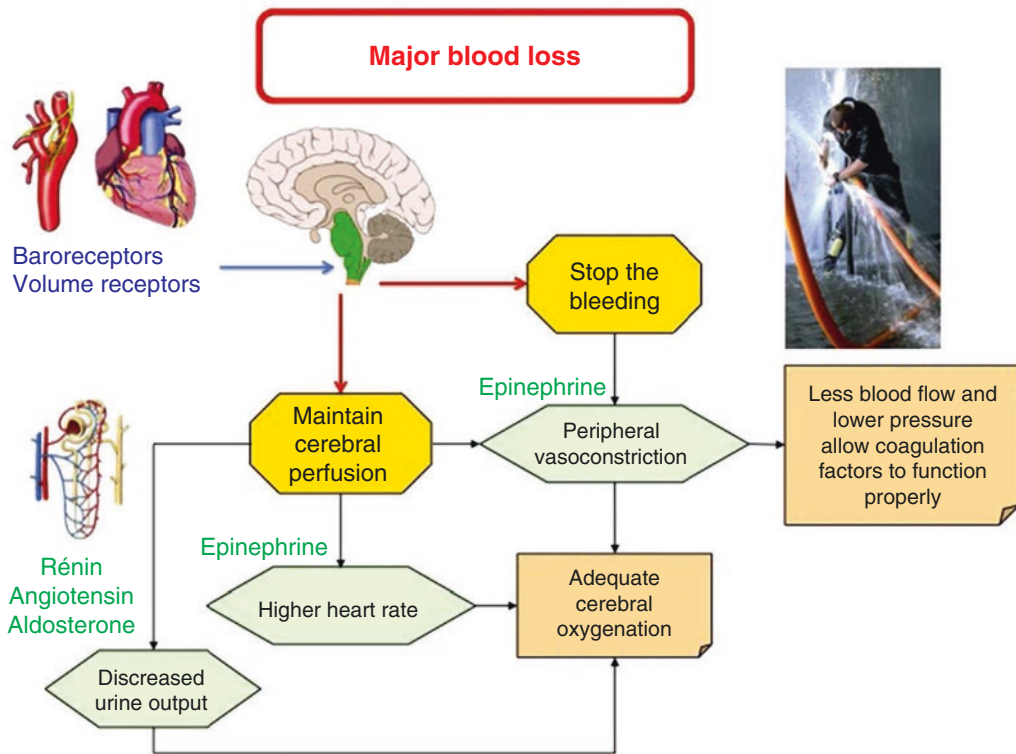 Major blood loss
Baroreceptors
Volume receptors
Stop the
bleeding
Epinephrine
Maintain
cerebral
perfusion
Peripheral
vasoconstriction
Less blood flow and
lower pressure
allow coagulation
factors to function
properly
Rénin
Angiotensin
Aldosterone
Epinephrine
Higher heart rate
Adequate
cerebral
oxygenation
Discreased
urine output